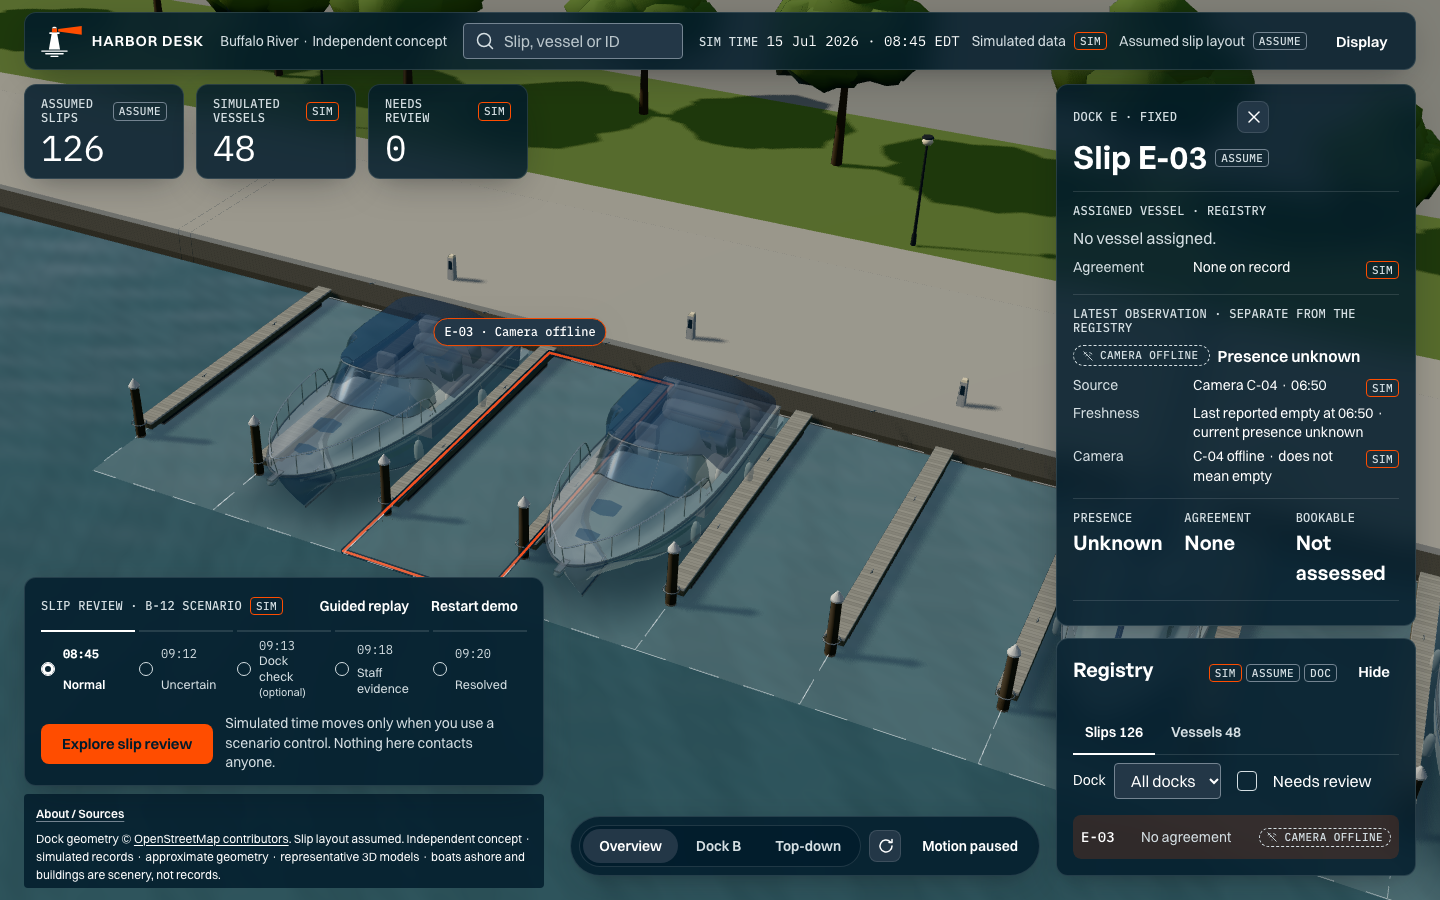 HARBOR DESK
Buffalo River · Independent concept
Slip, vessel or ID
SIM TIME 15 Jul 2026 · 08:45 EDT
Simulated data SIM
Assumed slip layout ASSUME
Display
ASSUMED
SLIPS
ASSUME
126
SIMULATED
VESSELS
SIM
48
NEEDS
REVIEW
SIM
0
E-03 · Camera offline
DOCK E · FIXED
Slip E-03 ASSUME
ASSIGNED VESSEL · REGISTRY
No vessel assigned.
Agreement None on record SIM
LATEST OBSERVATION · SEPARATE FROM THE
REGISTRY
CAMERA OFFLINE Presence unknown
Source Camera C-04 · 06:50 SIM
Freshness Last reported empty at 06:50 ·
current presence unknown
Camera C-04 offline · does not SIM
mean empty
PRESENCE AGREEMENT BOOKABLE
Unknown None Not
assessed
SLIP REVIEW · B-12 SCENARIO SIM
Guided replay
Restart demo
08:45
Normal
09:12
Uncertain
09:13
Dock
check
(optional)
09:18
Staff
evidence
09:20
Resolved
Explore slip review
Simulated time moves only when you use a
scenario control. Nothing here contacts
anyone.
About / Sources
Dock geometry © OpenStreetMap contributors. Slip layout assumed. Independent concept ·
simulated records · approximate geometry · representative 3D models · boats ashore and
buildings are scenery, not records.
Overview Dock B Top-down
Motion paused
Registry SIM ASSUME DOC Hide
Slips 126 Vessels 48
Dock All docks Needs review
E-03 No agreement CAMERA OFFLINE